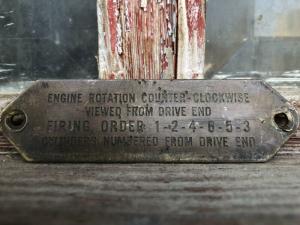 ENGINE ROTATION COUNTER-CLOCKWISE
VIEWED FROM DRIVE END
FIRING ORDER 1-2-4-6-5-3
CYLINDERS NUMBERED FROM DRIVE END